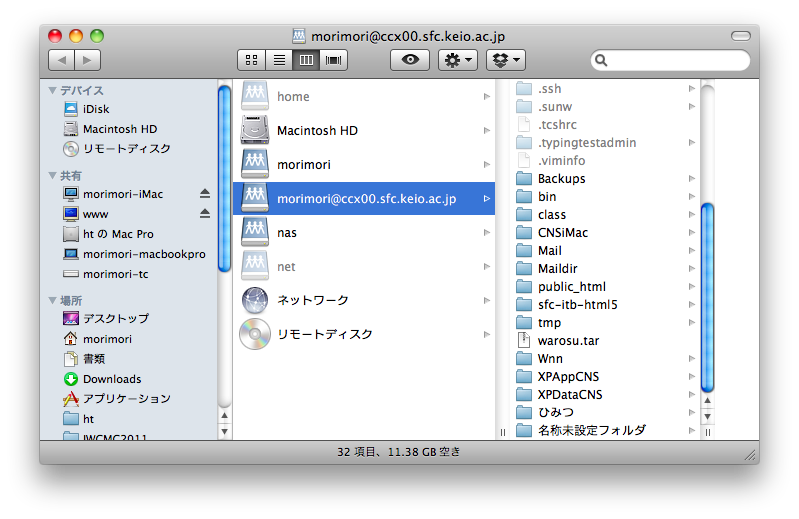 morimori@ccx00.sfc.keio.ac.jp
デバイス
iDisk
Macintosh HD
リモートディスク
共有
morimori-iMac
www
ht の Mac Pro
morimori-macbookpro
morimori-tc
場所
デスクトップ
morimori
書類
Downloads
アプリケーション
ht
IWCMC2011
home
Macintosh HD
morimori
morimori@ccx00.sfc.keio.ac.jp
nas
net
ネットワーク
リモートディスク
.ssh
.sunw
.tcshrc
.typingtestadmin
.viminfo
Backups
bin
class
CNSiMac
Mail
Maildir
public_html
sfc-itb-html5
tmp
warosu.tar
Wnn
XPAppCNS
XPDataCNS
ひみつ
名称未設定フォルダ
32 項目、11.38 GB 空き